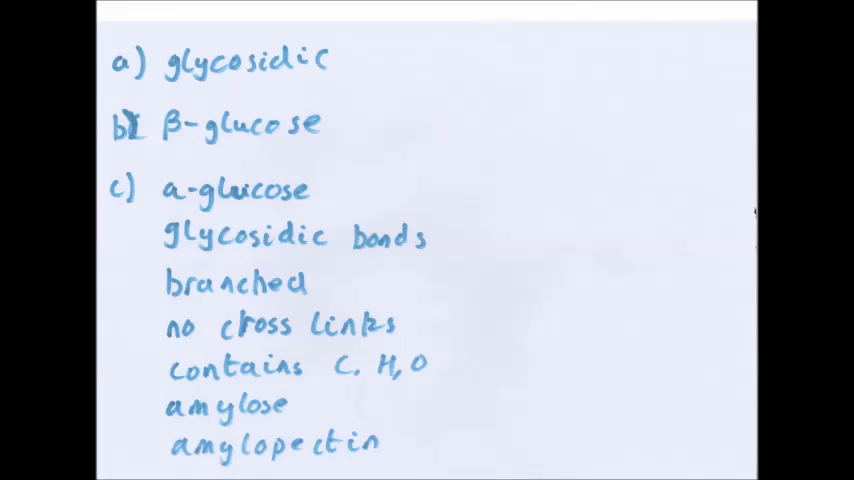 a) glycosidic
b) β-glucose
c) a-glucose
glycosidic bonds
branched
no cross links
contains C, H, O
amylose
amylopectin